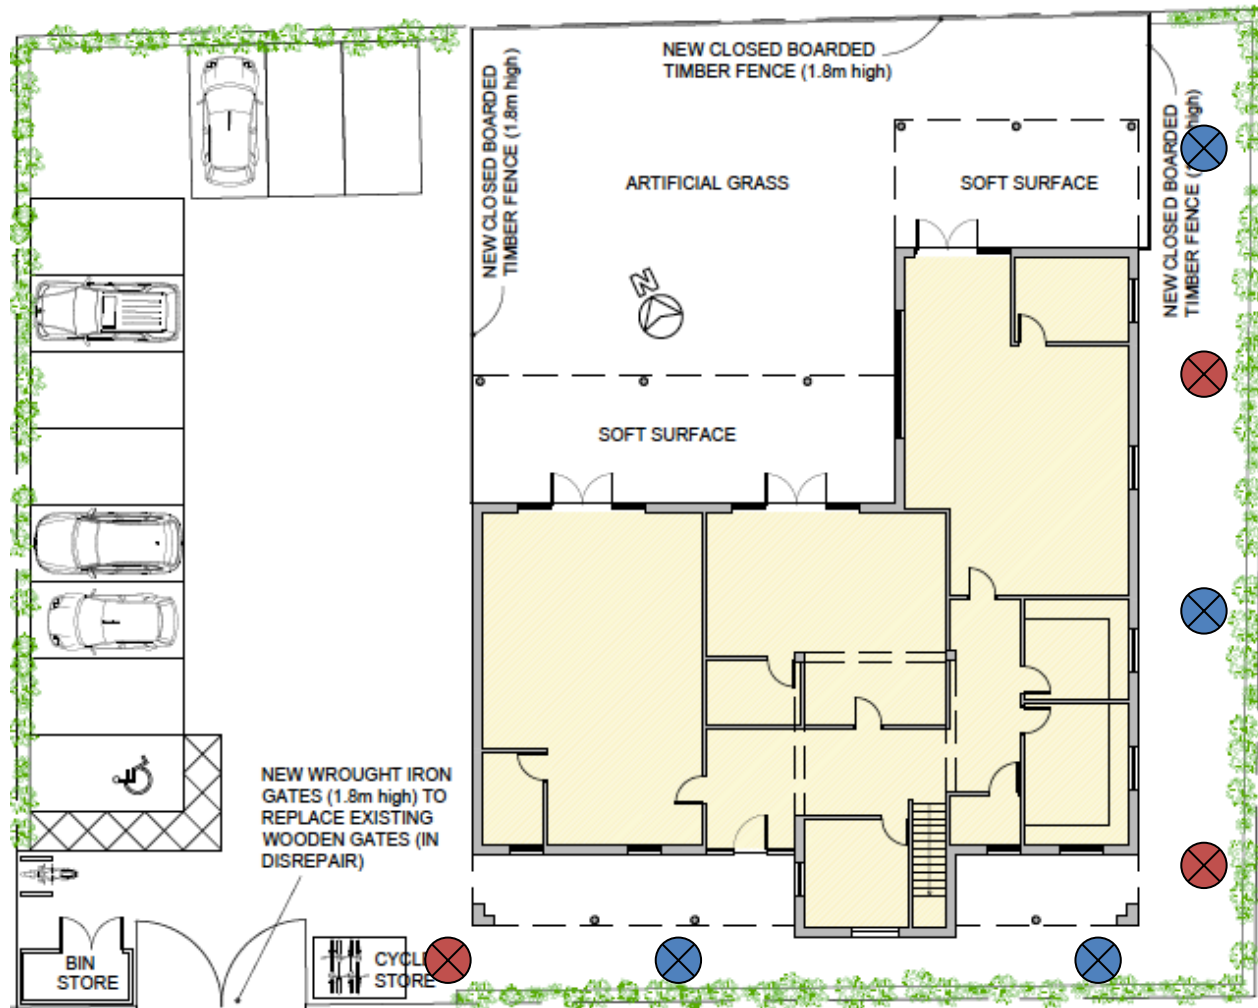 NEW CLOSED BOARDED
TIMBER FENCE (1.8m high)
NEW CLOSED BOARDED
TIMBER FENCE (1.8m high)
NEW CLOSED BOARDED
TIMBER FENCE ( high)
ARTIFICIAL GRASS
SOFT SURFACE
N
SOFT SURFACE
NEW WROUGHT IRON
GATES (1.8m high) TO
REPLACE EXISTING
WOODEN GATES (IN
DISREPAIR)
BIN
STORE
CYCL
STORE